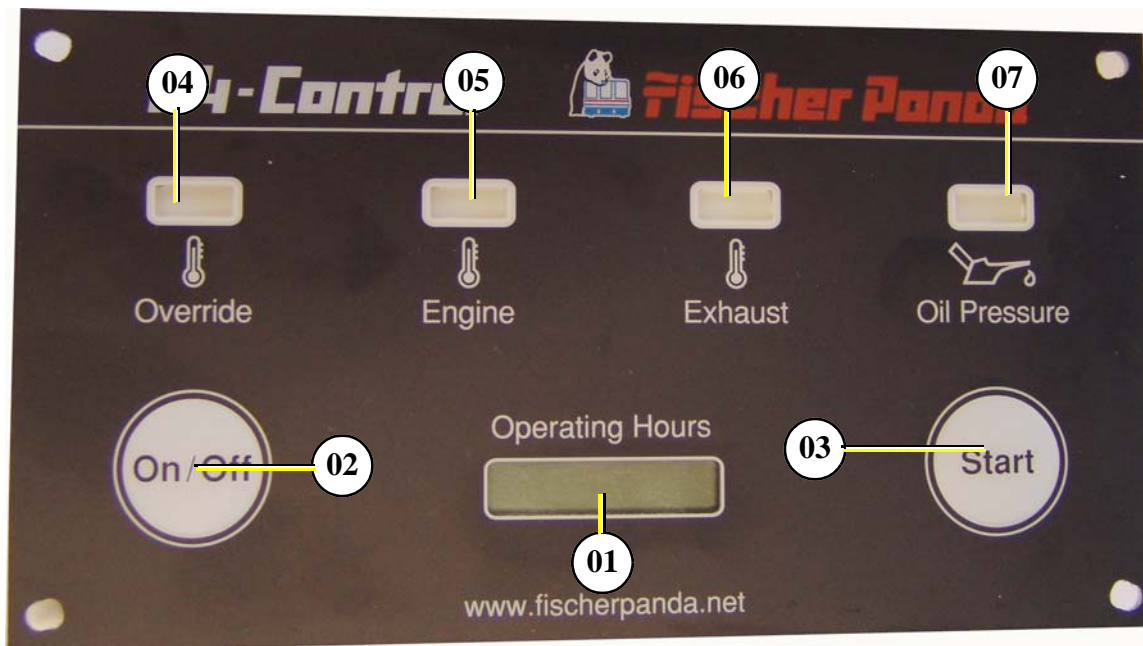 04
05
06
07
Fischer Panda
Override
Engine
Exhaust
Oil Pressure
Operating Hours
On/Off
02
03
Start
01
www.fischerpanda.net